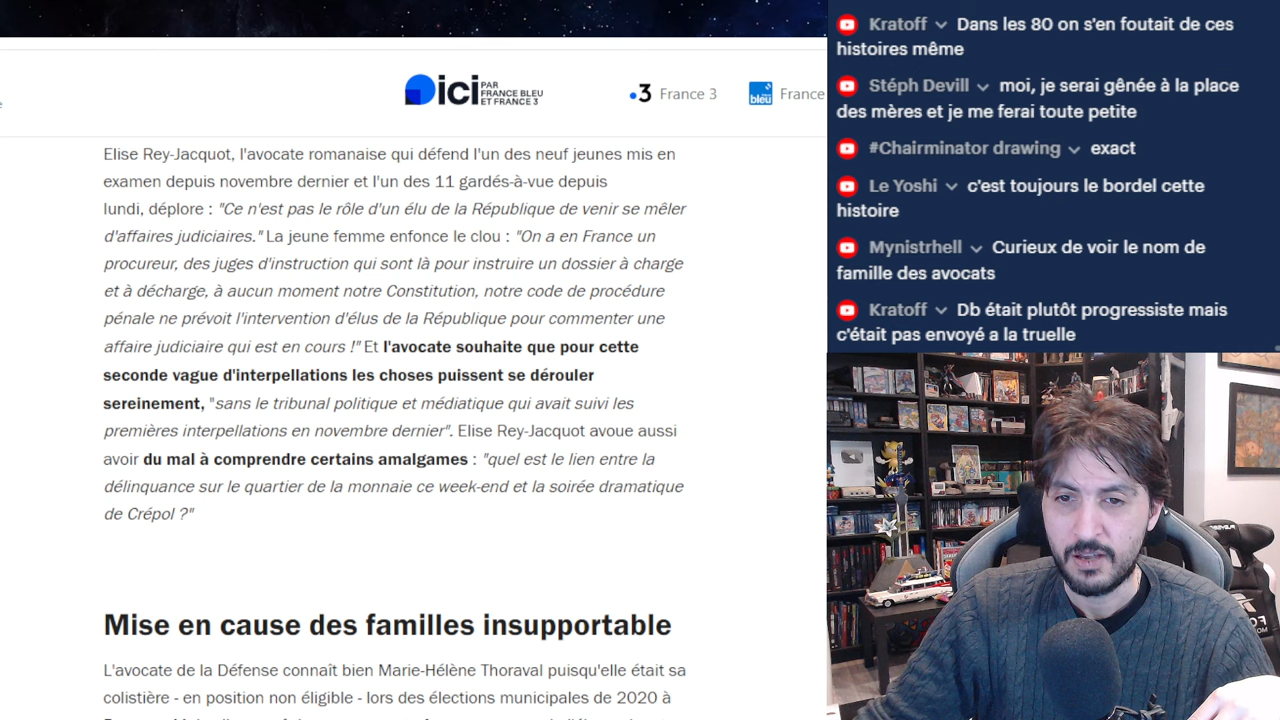 ici PAR
FRANCE BLEU
ET FRANCE 3
3 France 3
bleu France
Elise Rey-Jacquot, l'avocate romanaise qui défend l'un des neuf jeunes mis en
examen depuis novembre dernier et l'un des 11 gardés-à-vue depuis
lundi, déplore : "Ce n'est pas le rôle d'un élu de la République de venir se mêler
d'affaires judiciaires." La jeune femme enfonce le clou : "On a en France un
procureur, des juges d'instruction qui sont là pour instruire un dossier à charge
et à décharge, à aucun moment notre Constitution, notre code de procédure
pénale ne prévoit l'intervention d'élus de la République pour commenter une
affaire judiciaire qui est en cours !" Et l'avocate souhaite que pour cette
seconde vague d'interpellations les choses puissent se dérouler
sereinement, "sans le tribunal politique et médiatique qui avait suivi les
premières interpellations en novembre dernier". Elise Rey-Jacquot avoue aussi
avoir du mal à comprendre certains amalgames : "quel est le lien entre la
délinquance sur le quartier de la monnaie ce week-end et la soirée dramatique
de Crépol ?"
Mise en cause des familles insupportable
L'avocate de la Défense connaît bien Marie-Hélène Thoraval puisqu'elle était sa
colistière - en position non éligible - lors des élections municipales de 2020 à
Kratoff Dans les 80 on s'en foutait de ces
histoires même
Stéph Devill moi, je serai gênée à la place
des mères et je me ferai toute petite
#Chairminator drawing exact
Le Yoshi c'est toujours le bordel cette
histoire
Mynistrhell Curieux de voir le nom de
famille des avocats
Kratoff Db était plutôt progressiste mais
c'était pas envoyé a la truelle